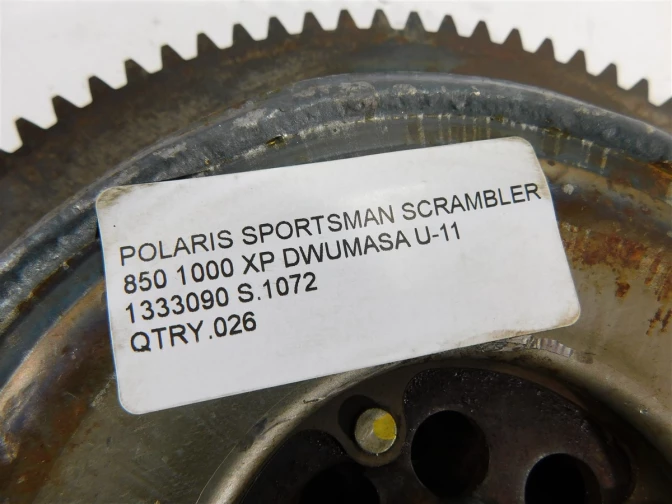 POLARIS SPORTSMAN SCRAMBLER
850 1000 XP DWUMASA U-11
1333090 S.1072
QTRY.026